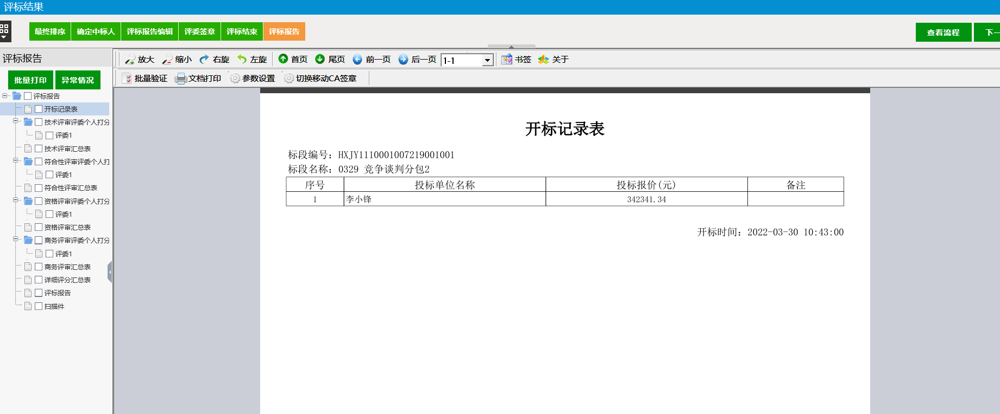 评标结果
最终排序 确定中标人 评标报告编辑 评委签章 评标结束 评标报告
查看流程 下一
评标报告
批量打印 异常情况
评标报告
开标记录表
技术评审评委个人打分
评委1
技术评审汇总表
符合性评审评委个人打
评委1
符合性评审汇总表
资格评审评委个人打分
评委1
资格评审汇总表
商务评审评委个人打分
评委1
商务评审汇总表
详细评分汇总表
评标报告
扫描件
放大 缩小 右旋 左旋 首页 尾页 前一页 后一页 1-1 书签 关于
批量验证 文档打印 参数设置 切换移动CA签章
开标记录表
标段编号：HXJY1110001007219001001
标段名称：0329 竞争谈判分包2
序号 投标单位名称 投标报价(元) 备注
1 李小锋 342341.34
开标时间：2022-03-30 10:43:00